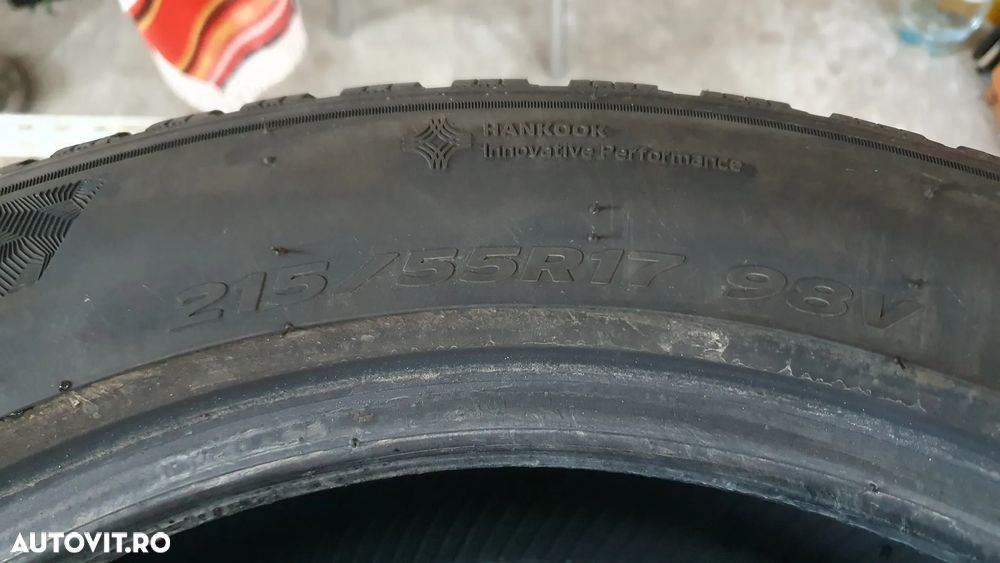 HANKOOK
Innovative Performance
215/55R17 98V
AUTOVIT.RO